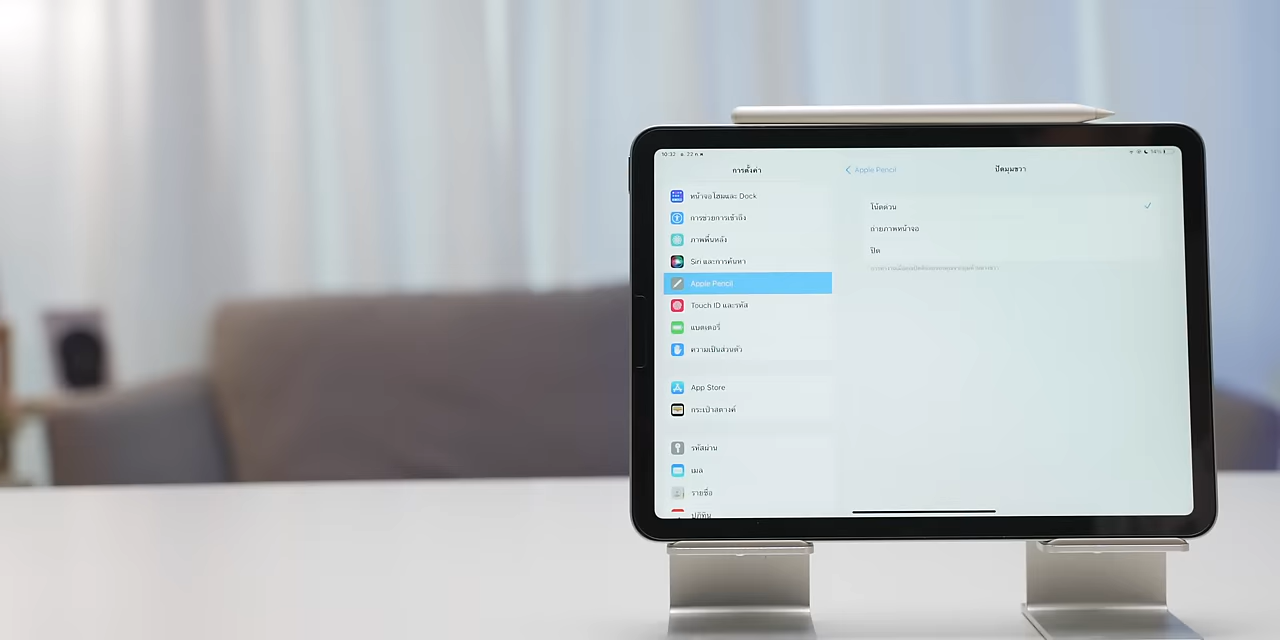 10:32
การตั้งค่า
หน้าจอโฮมและ Dock
การช่วยการเข้าถึง
ภาพพื้นหลัง
Siri และการค้นหา
Apple Pencil
Touch ID และรหัส
แบตเตอรี่
ความเป็นส่วนตัว
App Store
กระเป๋าสตางค์
รหัสผ่าน
เมล
รายชื่อ
ปฏิทิน
14%
Apple Pencil
ปัดมุมขวา
โน้ตด่วน
ถ่ายภาพหน้าจอ
ปิด